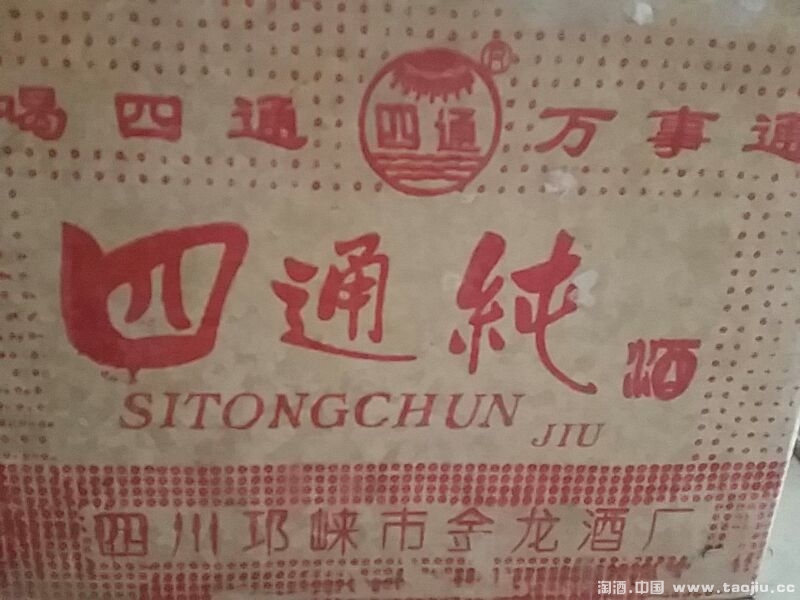 喝四通 四通 ® 万事通
四通純酒
SITONGCHUN JIU
四川邛崃市金龙酒厂
淘酒.中国 www.taojiu.cc